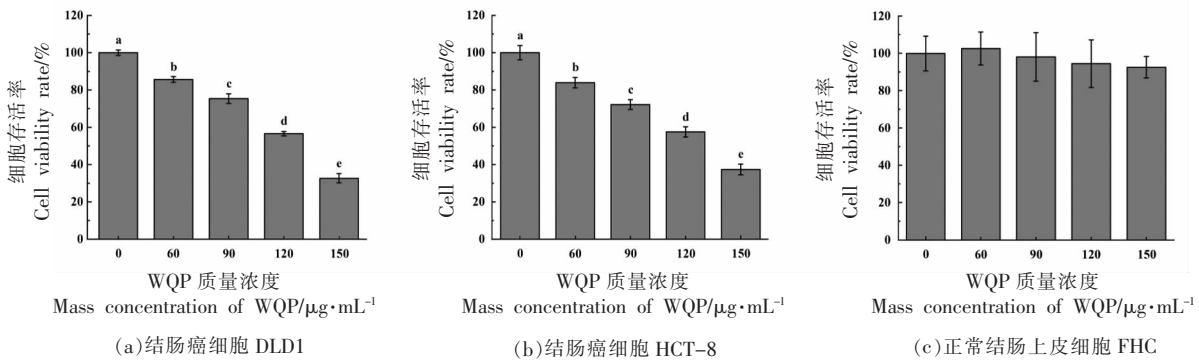 120
100
80
60
40
20
0
细胞存活率
Cell viability rate/%
a
b
c
d
e
0 60 90 120 150
WQP 质量浓度
Mass concentration of WQP/μg·mL⁻¹
(a)结肠癌细胞 DLD1
120
100
80
60
40
20
0
细胞存活率
Cell viability rate/%
a
b
c
d
e
0 60 90 120 150
WQP 质量浓度
Mass concentration of WQP/μg·mL⁻¹
(b)结肠癌细胞 HCT-8
120
100
80
60
40
20
0
细胞存活率
Cell viability rate/%
0 60 90 120 150
WQP 质量浓度
Mass concentration of WQP/μg·mL⁻¹
(c)正常结肠上皮细胞 FHC